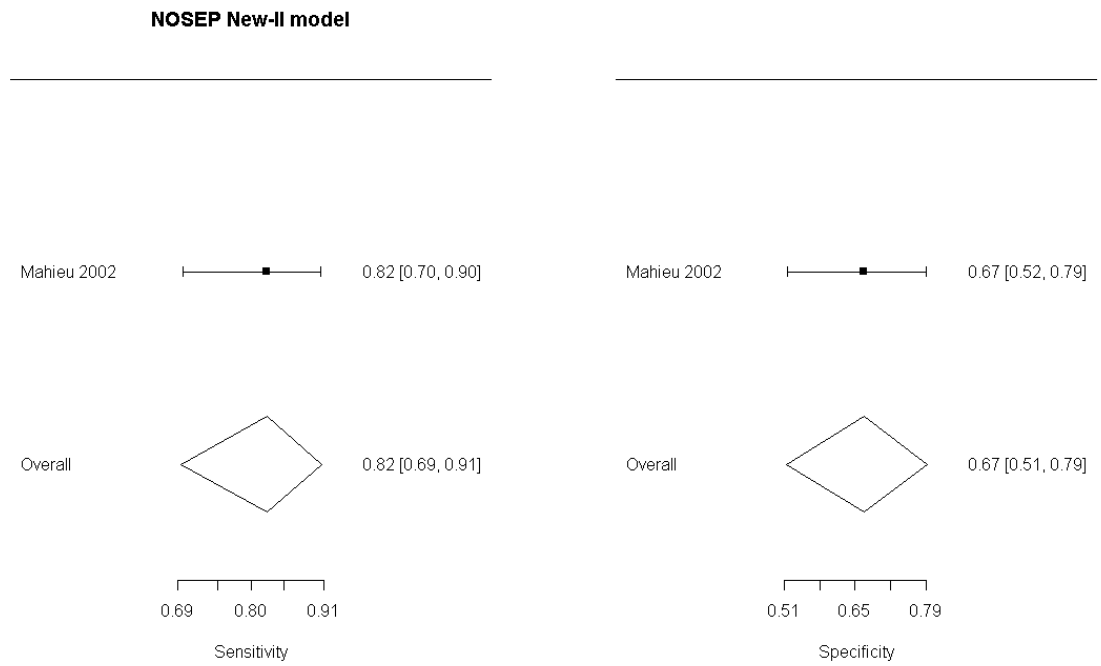 NOSEP New-II model
Mahieu 2002 0.82 [0.70, 0.90] Mahieu 2002 0.67 [0.52, 0.79]
Overall 0.82 [0.69, 0.91] Overall 0.67 [0.51, 0.79]
0.69 0.80 0.91 0.51 0.65 0.79
Sensitivity Specificity